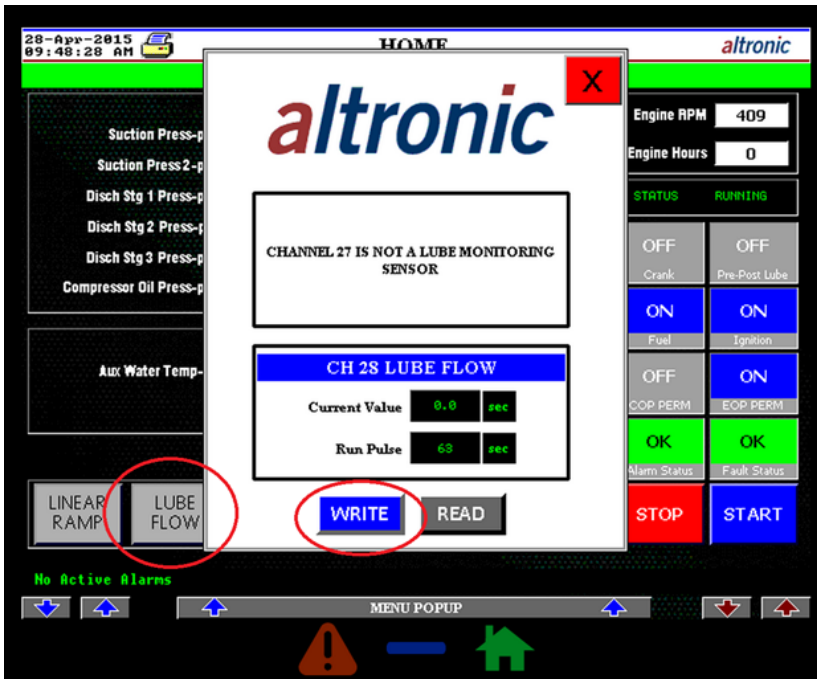 28-Apr-2015
09:48:28 AM
HOME
altronic
X
altronic
Engine RPM 409
Engine Hours 0
Suction Press-p
Suction Press 2-p
Disch Stg 1 Press-p
Disch Stg 2 Press-p
Disch Stg 3 Press-p
Compressor Oil Press-p
Aux Water Temp-
CHANNEL 27 IS NOT A LUBE MONITORING
SENSOR
CH 28 LUBE FLOW
Current Value 0.0 sec
Run Pulse 63 sec
WRITE READ
STATUS RUNNING
OFF OFF
Crank Pre-Post Lube
ON ON
Fuel Ignition
OFF ON
COP PERM EOP PERM
OK OK
Alarm Status Fault Status
STOP START
LINEAR
RAMP
LUBE
FLOW
No Active Alarms
MENU POPUP